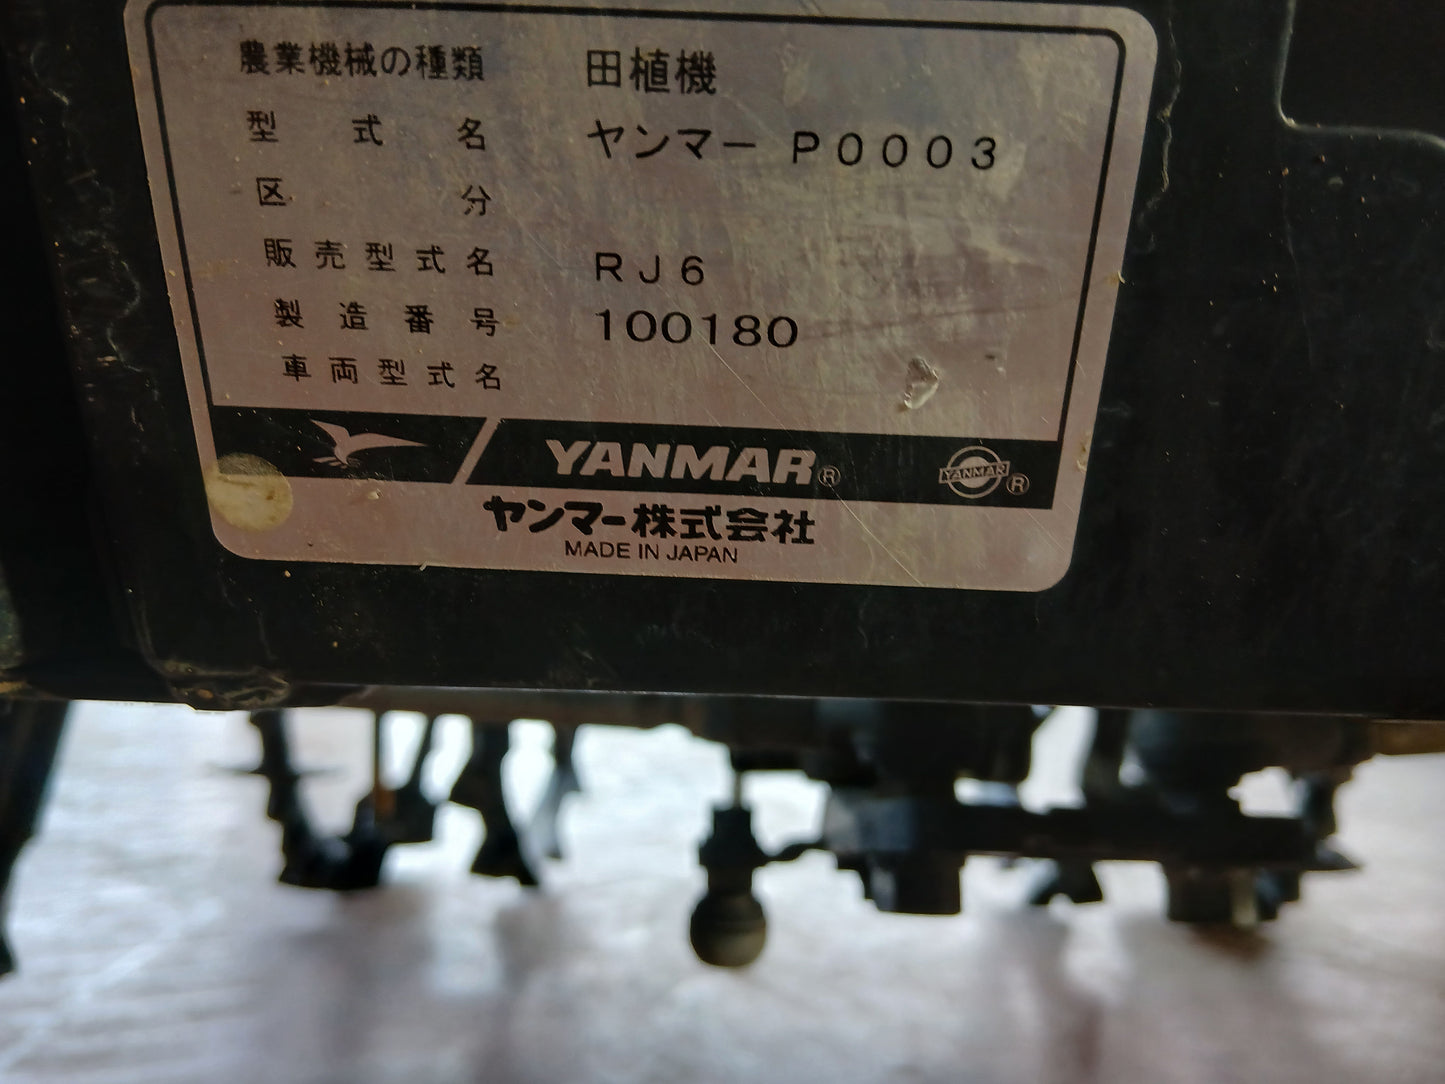 農業機械の種類 田植機
型式名 ヤンマー P0003
区分
販売型式名 RJ6
製造番号 100180
車両型式名
YANMAR® YANMAR®
ヤンマー株式会社
MADE IN JAPAN